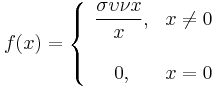 f(x) = { συνx / x, x ≠ 0
0, x = 0